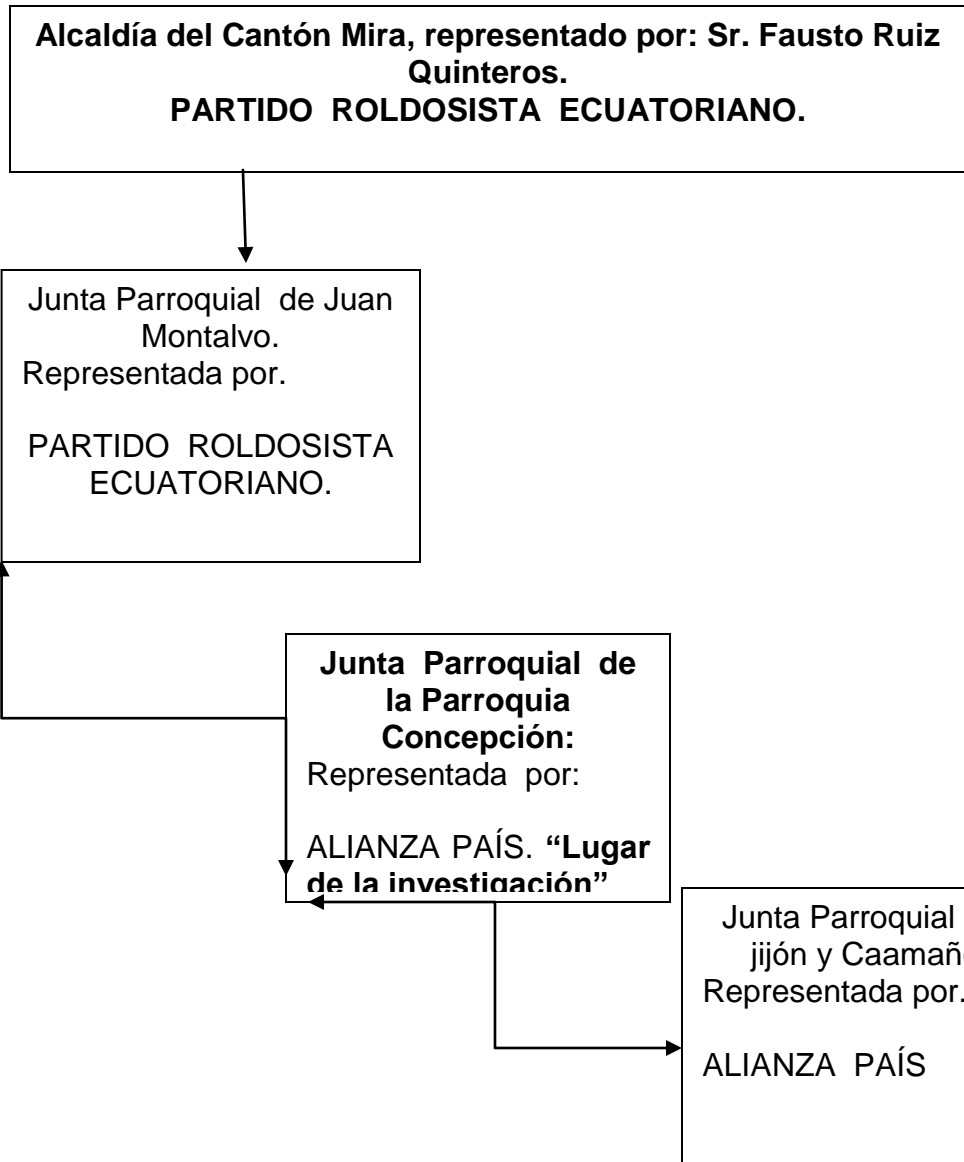 Alcaldía del Cantón Mira, representado por: Sr. Fausto Ruiz
Quinteros.
PARTIDO ROLDOSISTA ECUATORIANO.
Junta Parroquial de Juan
Montalvo.
Representada por.
PARTIDO ROLDOSISTA
ECUATORIANO.
Junta Parroquial de
la Parroquia
Concepción:
Representada por:
ALIANZA PAÍS. “Lugar
de la investigación”
Junta Parroquial
jijón y
Representada por.
ALIANZA PAÍS